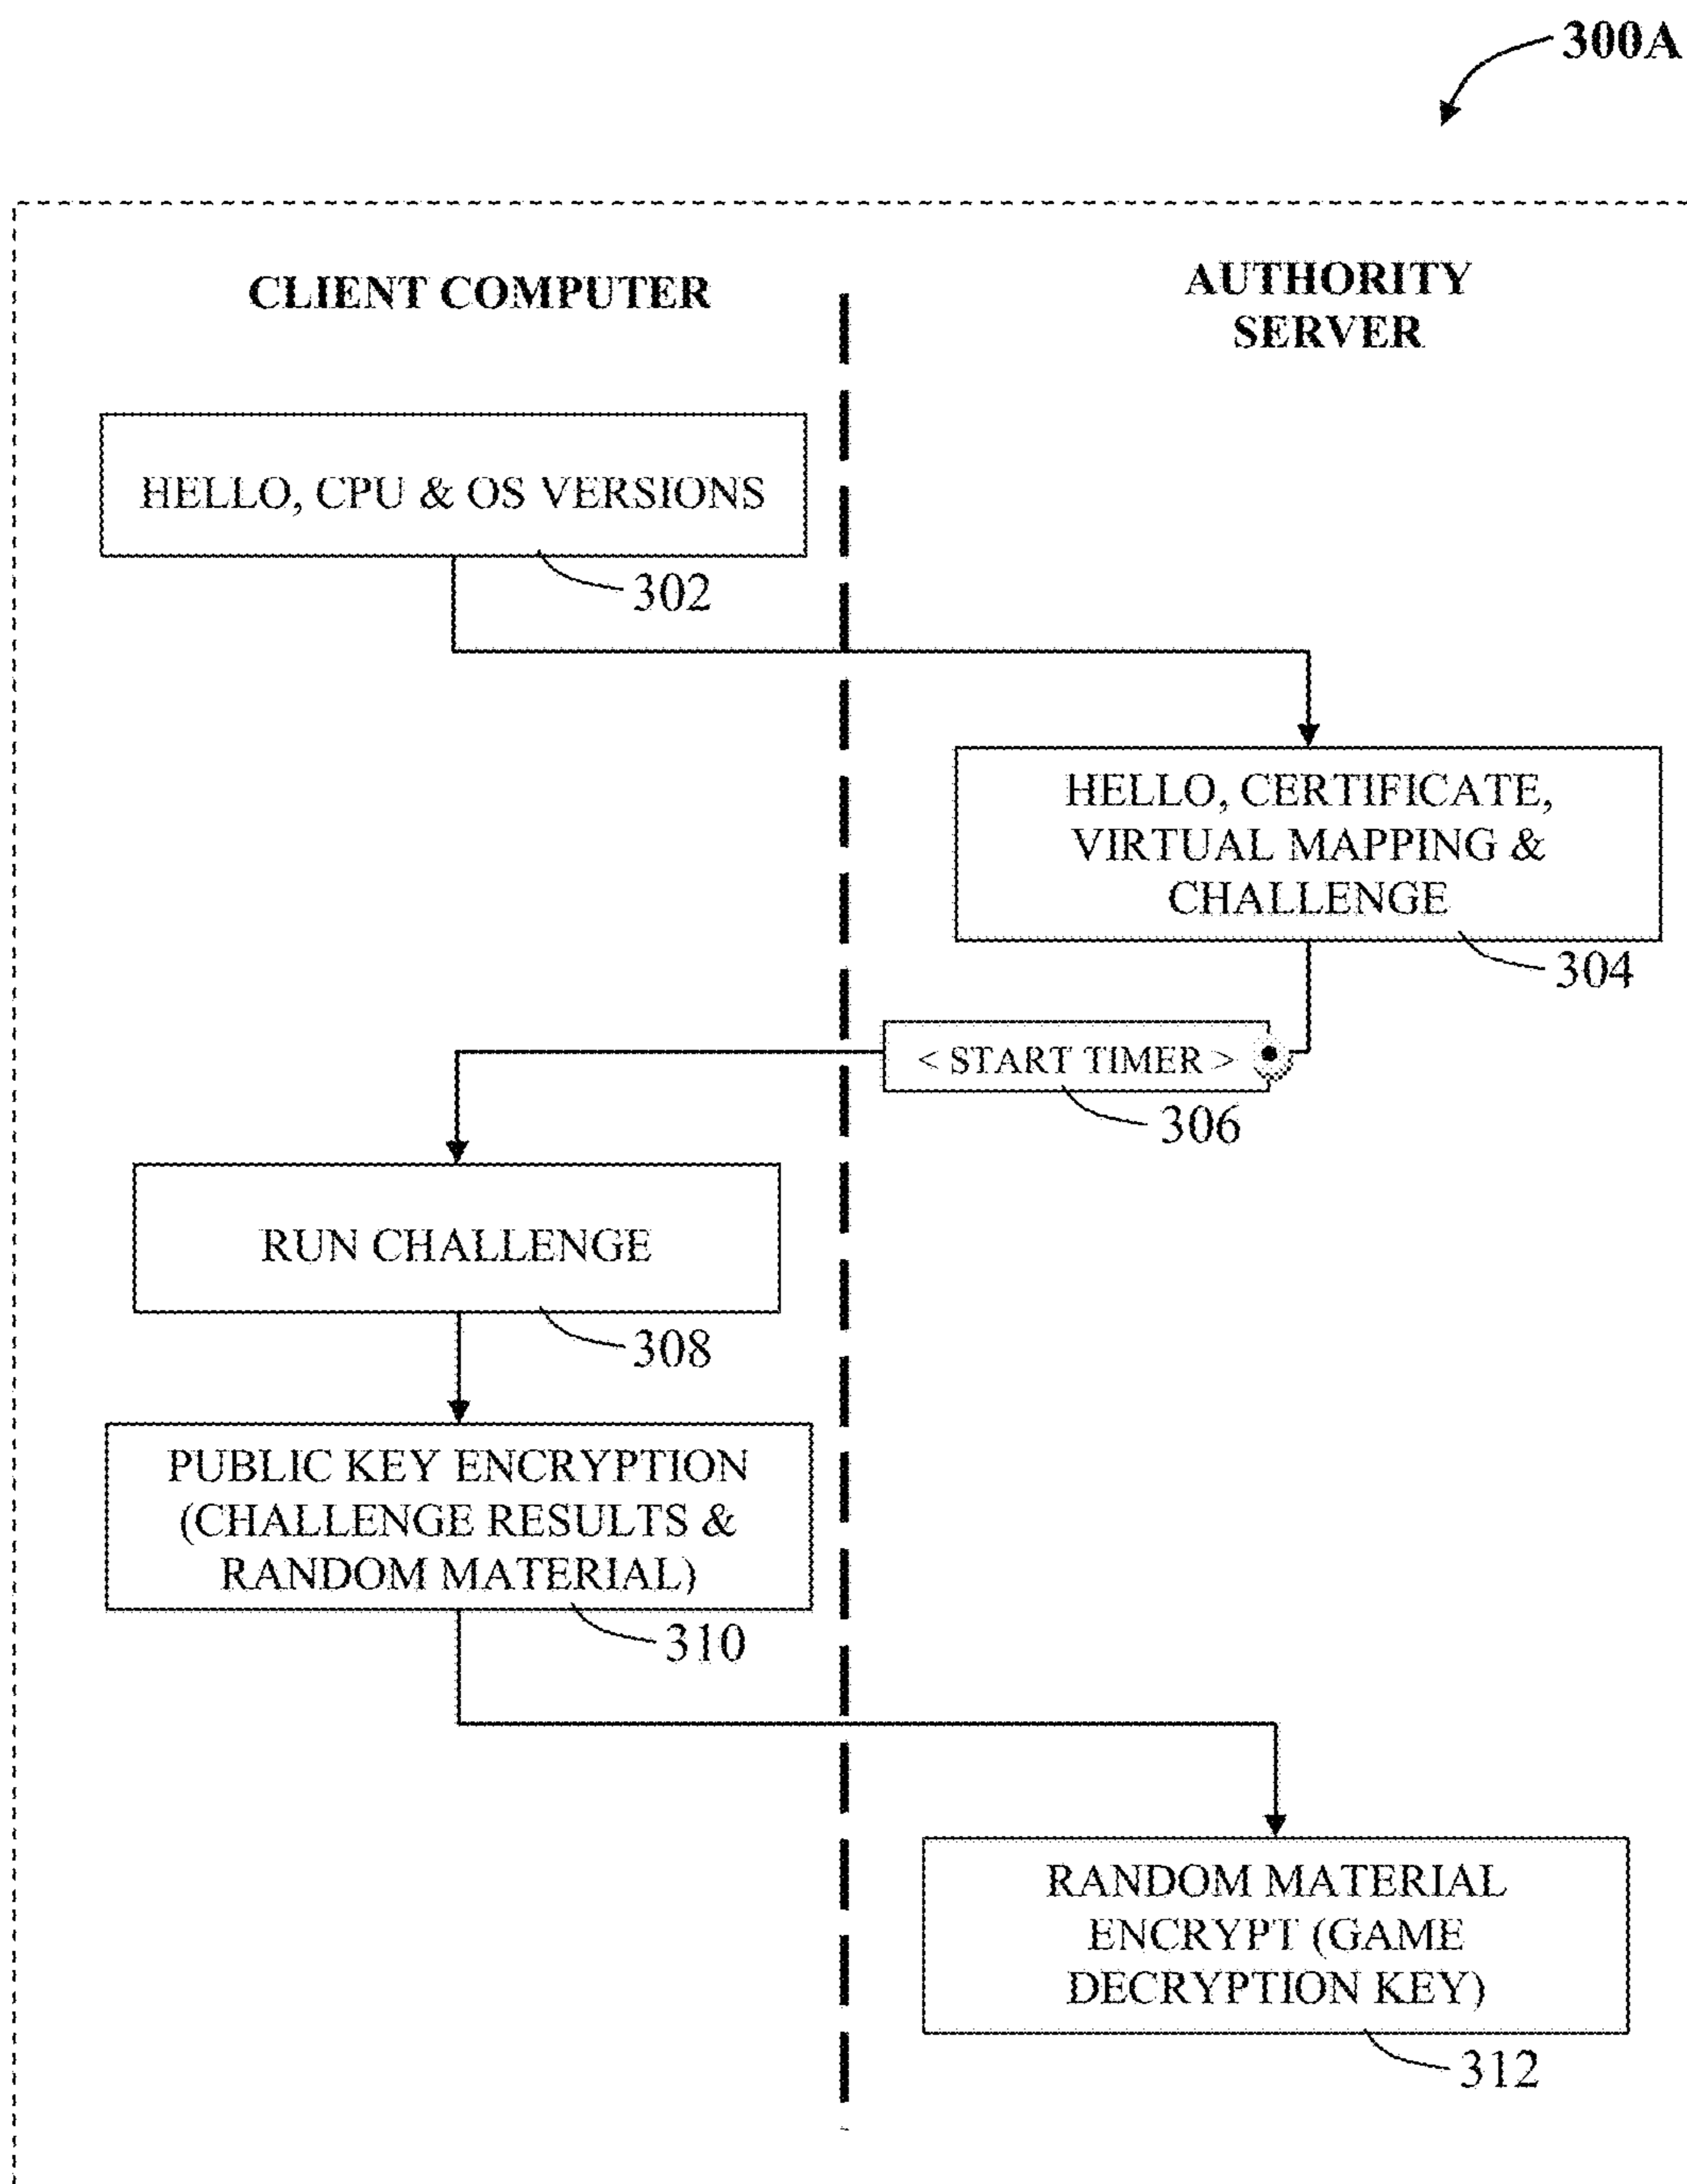 300A
CLIENT COMPUTER
AUTHORITY
SERVER
HELLO, CPU & OS VERSIONS
302
HELLO, CERTIFICATE,
VIRTUAL MAPPING &
CHALLENGE
304
< START TIMER >
306
RUN CHALLENGE
308
PUBLIC KEY ENCRYPTION
(CHALLENGE RESULTS &
RANDOM MATERIAL)
310
RANDOM MATERIAL
ENCRYPT (GAME
DECRYPTION KEY)
312